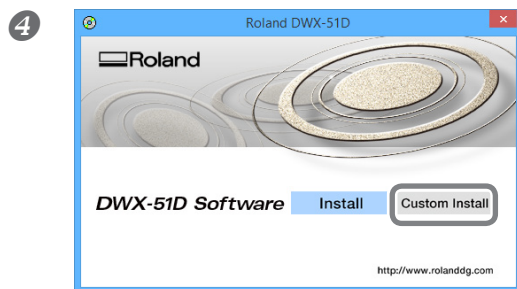 4
Roland DWX-51D
Roland
DWX-51D Software Install Custom Install
http://www.rolanddg.com